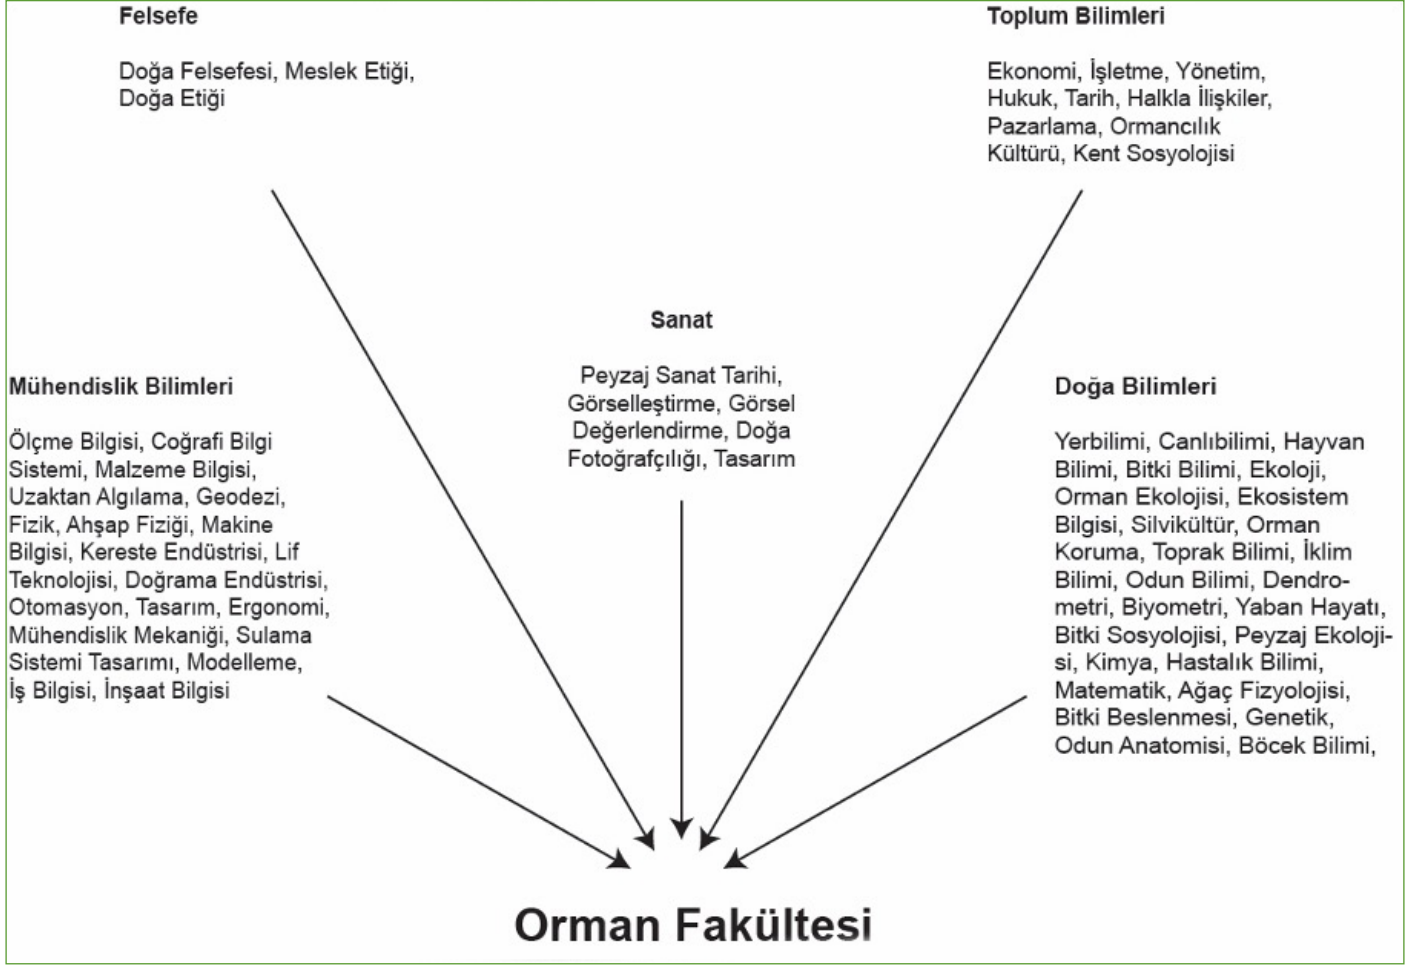 Felsefe
Doğa Felsefesi, Meslek Etiği,
Doğa Etiği
Toplum Bilimleri
Ekonomi, İşletme, Yönetim,
Hukuk, Tarih, Halkla İlişkiler,
Pazarlama, Ormancılık
Kültürü, Kent Sosyolojisi
Sanat
Peyzaj Sanat Tarihi,
Görselleştirme, Görsel
Değerlendirme, Doğa
Fotoğrafçılığı, Tasarım
Mühendislik Bilimleri
Ölçme Bilgisi, Coğrafi Bilgi
Sistemi, Malzeme Bilgisi,
Uzaktan Algılama, Geodezi,
Fizik, Ahşap Fiziği, Makine
Bilgisi, Kereste Endüstrisi, Lif
Teknolojisi, Doğrama Endüstrisi,
Otomasyon, Tasarım, Ergonomi,
Mühendislik Mekaniği, Sulama
Sistemi Tasarımı, Modelleme,
İş Bilgisi, İnşaat Bilgisi
Doğa Bilimleri
Yerbilimi, Canlıbilimi, Hayvan
Bilimi, Bitki Bilimi, Ekoloji,
Orman Ekolojisi, Ekosistem
Bilgisi, Silvikültür, Orman
Koruma, Toprak Bilimi, İklim
Bilimi, Odun Bilimi, Dendro-
metri, Biyometri, Yaban Hayatı,
Bitki Sosyolojisi, Peyzaj Ekoloji-
si, Kimya, Hastalık Bilimi,
Matematik, Ağaç Fizyolojisi,
Bitki Beslenmesi, Genetik,
Odun Anatomisi, Böcek Bilimi,
Orman Fakültesi